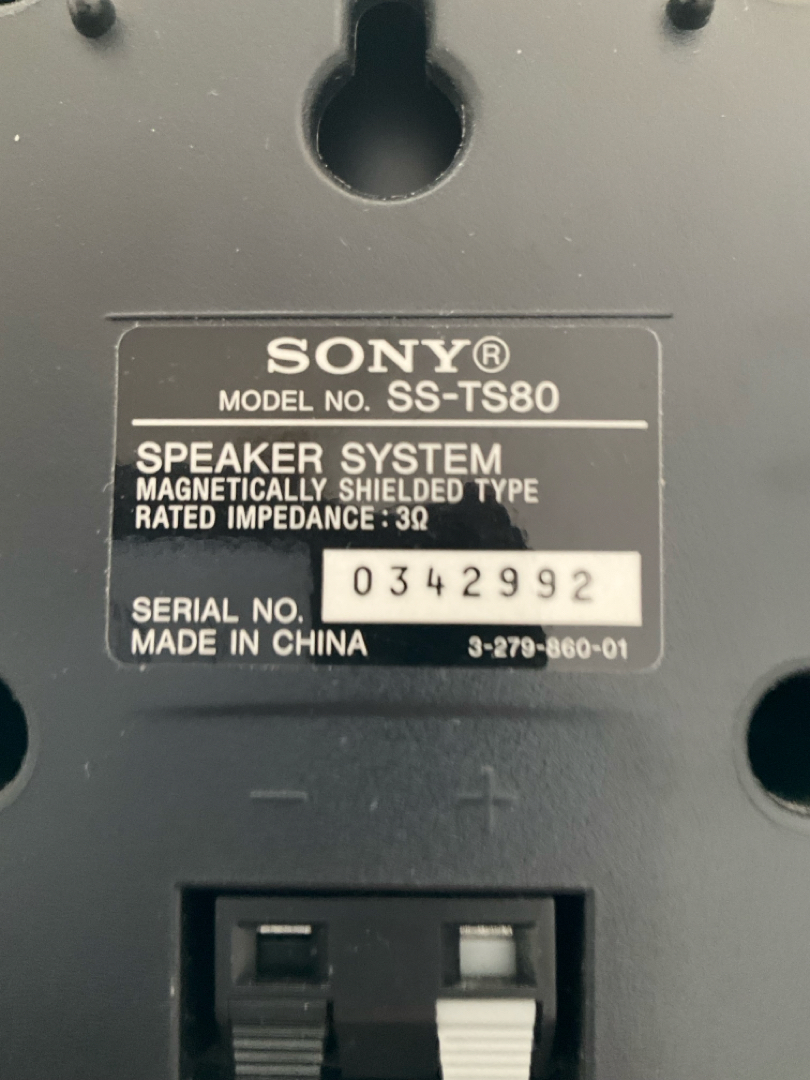 SONY®
MODEL NO. SS-TS80
SPEAKER SYSTEM
MAGNETICALLY SHIELDED TYPE
RATED IMPEDANCE : 3Ω
0342992
SERIAL NO.
MADE IN CHINA 3-279-860-01
− +